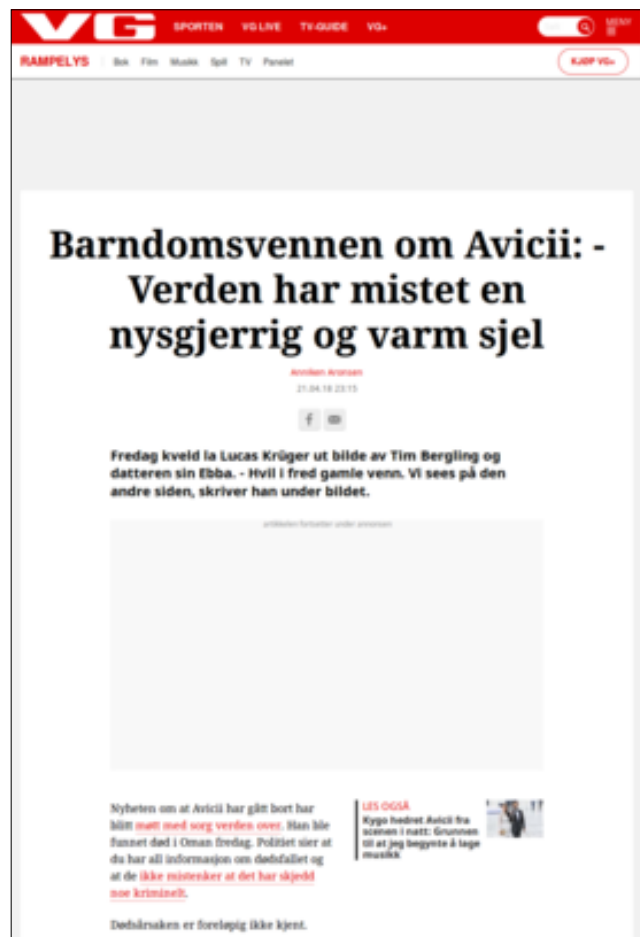 VG
SPORTEN VG LIVE TV-GUIDE VG+
MENY
RAMPELYS Bok Film Musikk Spill TV Panelet
KJØP VG+
Barndomsvennen om Avicii: -
Verden har mistet en
nysgjerrig og varm sjel
Anniken Aronsen
21.04.18 23:15
Fredag kveld la Lucas Krüger ut bilde av Tim Bergling og
datteren sin Ebba. - Hvil i fred gamle venn. Vi sees på den
andre siden, skriver han under bildet.
artikkelen fortsetter under annonsen
Nyheten om at Avicii har gått bort har
blitt møtt med sorg verden over. Han ble
funnet død i Oman fredag. Politiet sier at
du har all informasjon om dødsfallet og
at de ikke mistenker at det har skjedd
noe kriminelt.
Dødsårsaken er foreløpig ikke kjent.
LES OGSÅ
Kygo hedret Avicii fra
scenen i natt: Grunnen
til at jeg begynte å lage
musikk